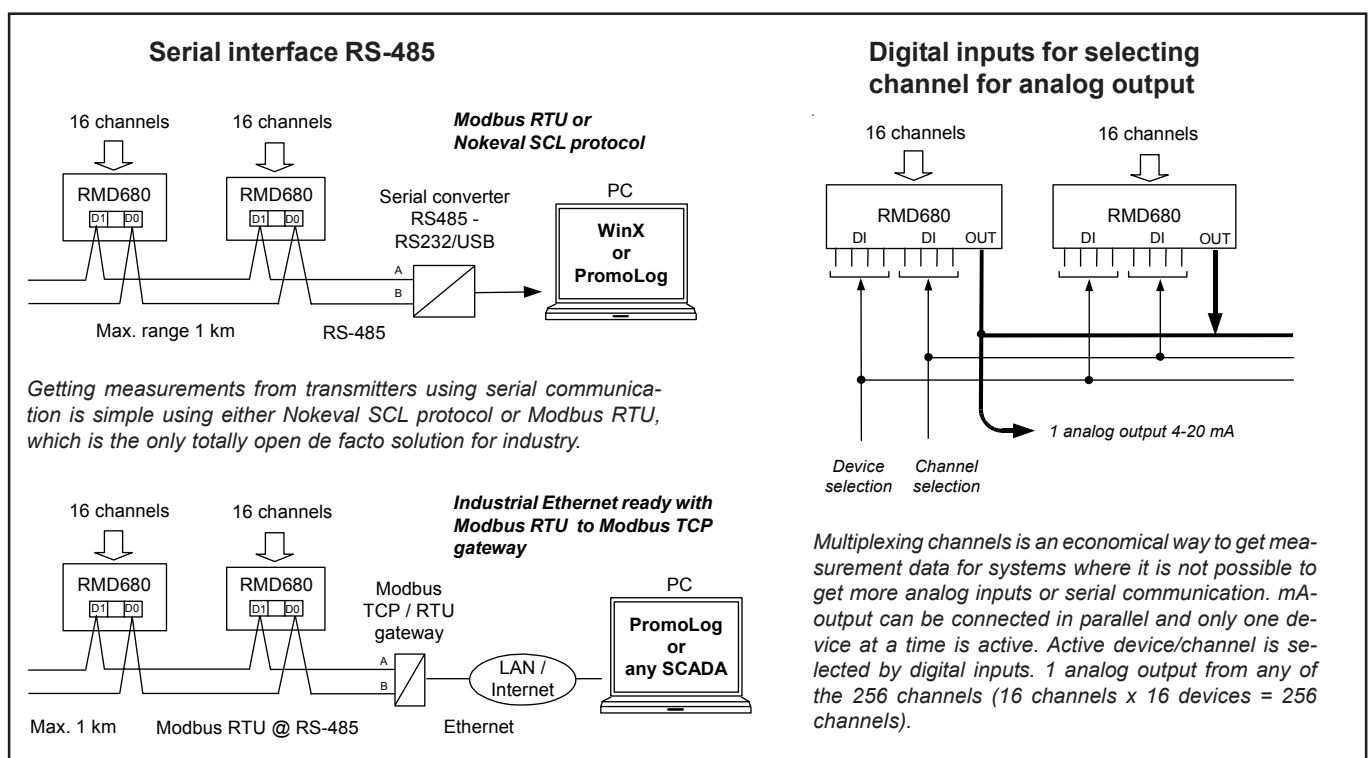 Serial interface RS-485
16 channels
16 channels
Modbus RTU or
Nokeval SCL protocol
RMD680
D1 D0
RMD680
D1 D0
Serial converter
RS485 -
RS232/USB
PC
WinX
or
PromoLog
A
B
Max. range 1 km
RS-485
Getting measurements from transmitters using serial communica-
tion is simple using either Nokeval SCL protocol or Modbus RTU,
which is the only totally open de facto solution for industry.
16 channels
16 channels
Industrial Ethernet ready with
Modbus RTU to Modbus TCP
gateway
RMD680
D1 D0
RMD680
D1 D0
Modbus
TCP / RTU
gateway
PC
PromoLog
or
any SCADA
A
B
LAN /
Internet
Max. 1 km
Modbus RTU @ RS-485
Ethernet
Digital inputs for selecting
channel for analog output
16 channels
16 channels
RMD680
DI DI OUT
RMD680
DI DI OUT
1 analog output 4-20 mA
Device
selection
Channel
selection
Multiplexing channels is an economical way to get mea-
surement data for systems where it is not possible to
get more analog inputs or serial communication. mA-
output can be connected in parallel and only one de-
vice at a time is active. Active device/channel is se-
lected by digital inputs. 1 analog output from any of
the 256 channels (16 channels x 16 devices = 256
channels).